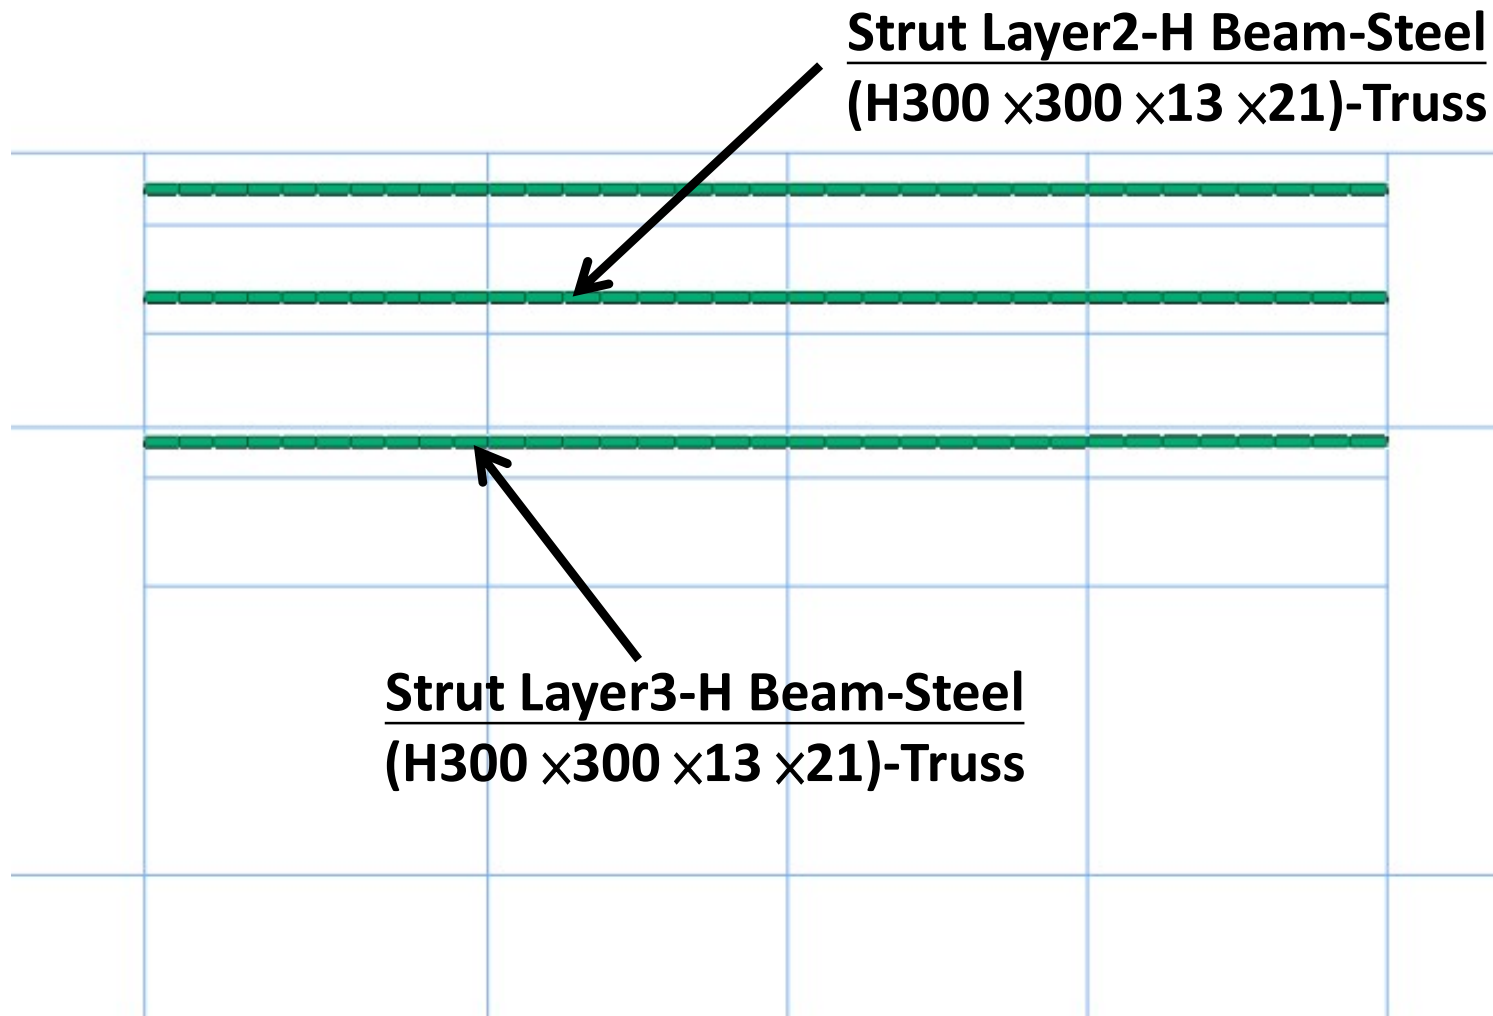 Strut Layer2-H Beam-Steel
(H300 ×300 ×13 ×21)-Truss
Strut Layer3-H Beam-Steel
(H300 ×300 ×13 ×21)-Truss